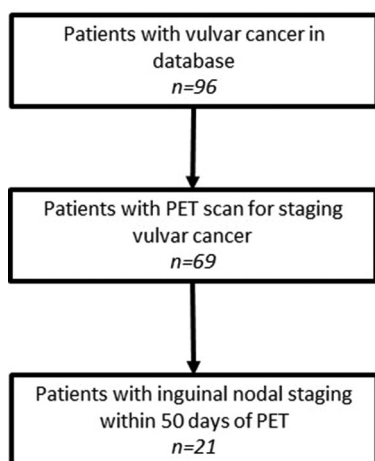 Patients with vulvar cancer in
database
n=96
Patients with PET scan for staging
vulvar cancer
n=69
Patients with inguinal nodal staging
within 50 days of PET
n=21